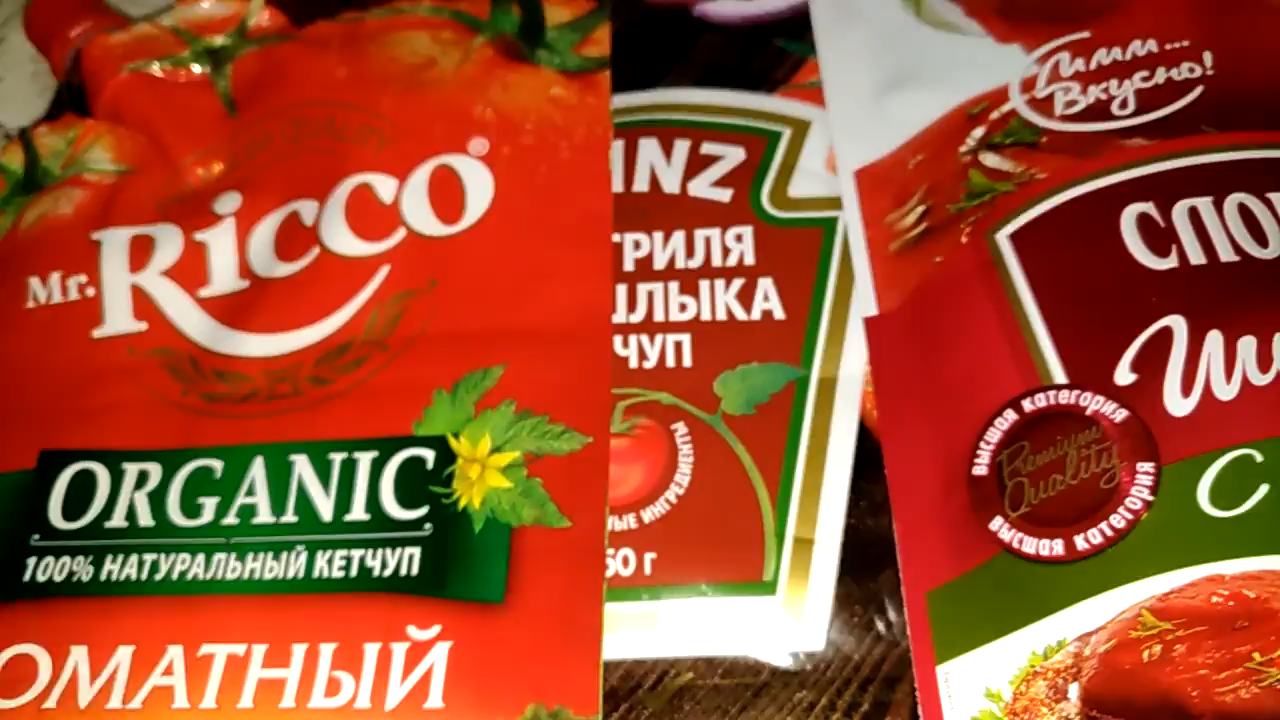 Mr. Ricco
ORGANIC
100% НАТУРАЛЬНЫЙ КЕТЧУП
ОМАТНЫЙ
INZ
ГРИЛЯ
ШЛЫКА
ЧУП
ЫЕ ИНГРЕДИЕНТЫ
50 г
Ммм...
Вкусно!
СПО
Ши
высшая категория
Premium
Quality
высшая категория
С